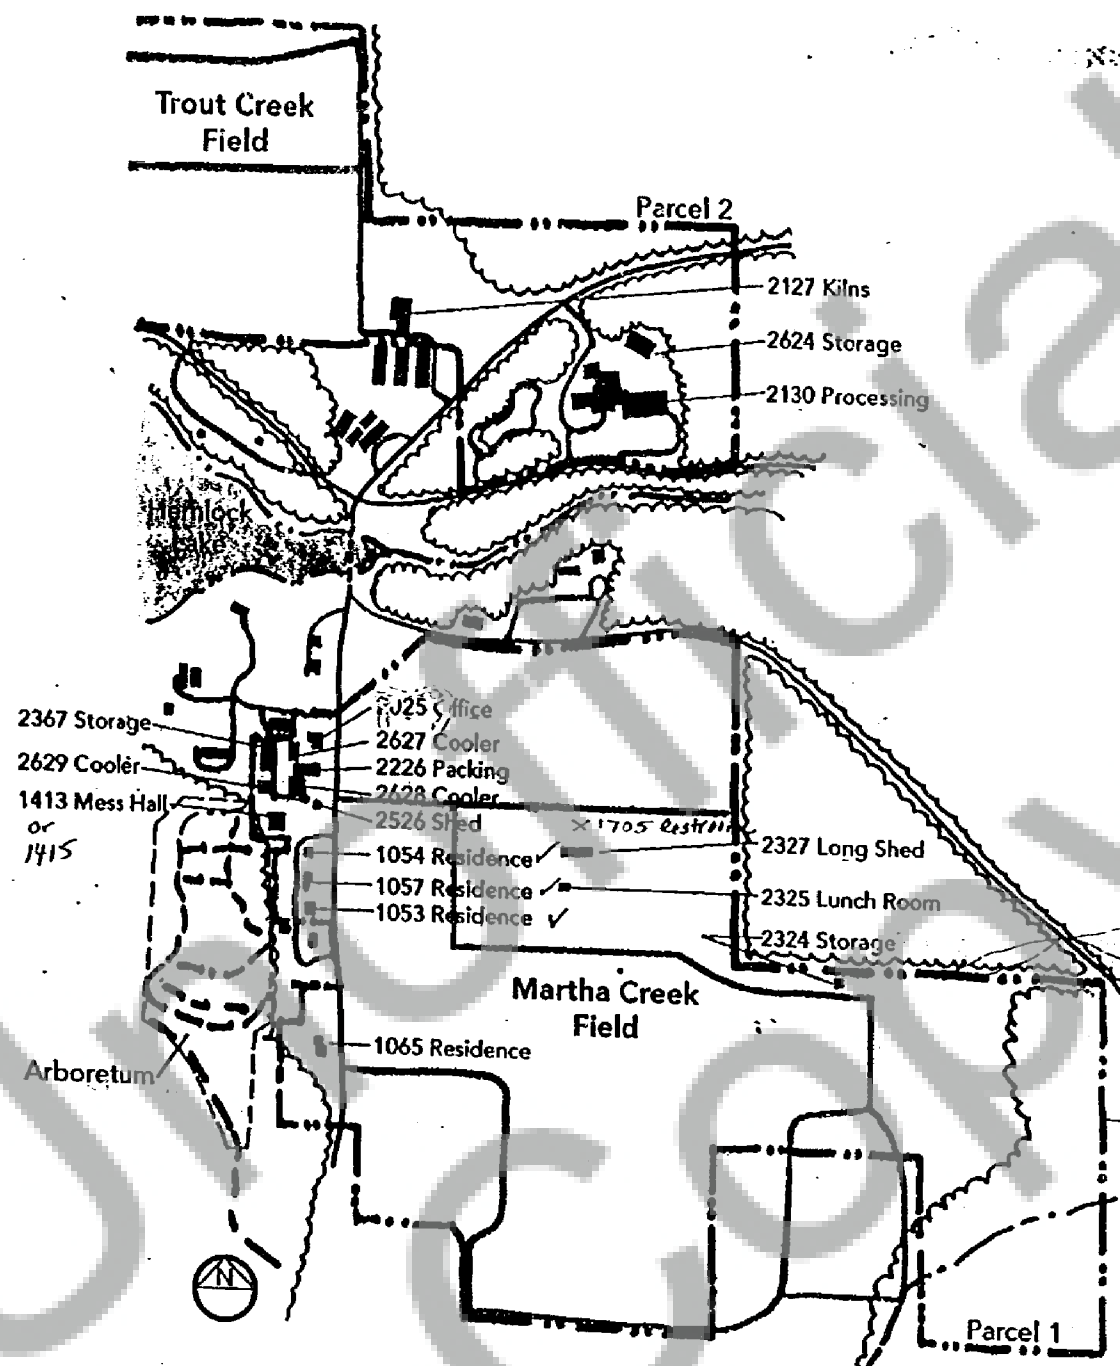 Trout Creek
Field
Parcel 2
2127 Kilns
2624 Storage
2130 Processing
Hemlock
Lake
2025 Office
2367 Storage
2627 Cooler
2629 Cooler
2226 Packing
2628 Cooler
1413 Mess Hall
or
1415
2526 Shed
× 1705
2327 Long Shed
1054 Residence ✓
1057 Residence ✓
2325 Lunch Room
1053 Residence ✓
2324 Storage
Martha Creek
Field
1065 Residence
Arboretum
N
Parcel 1